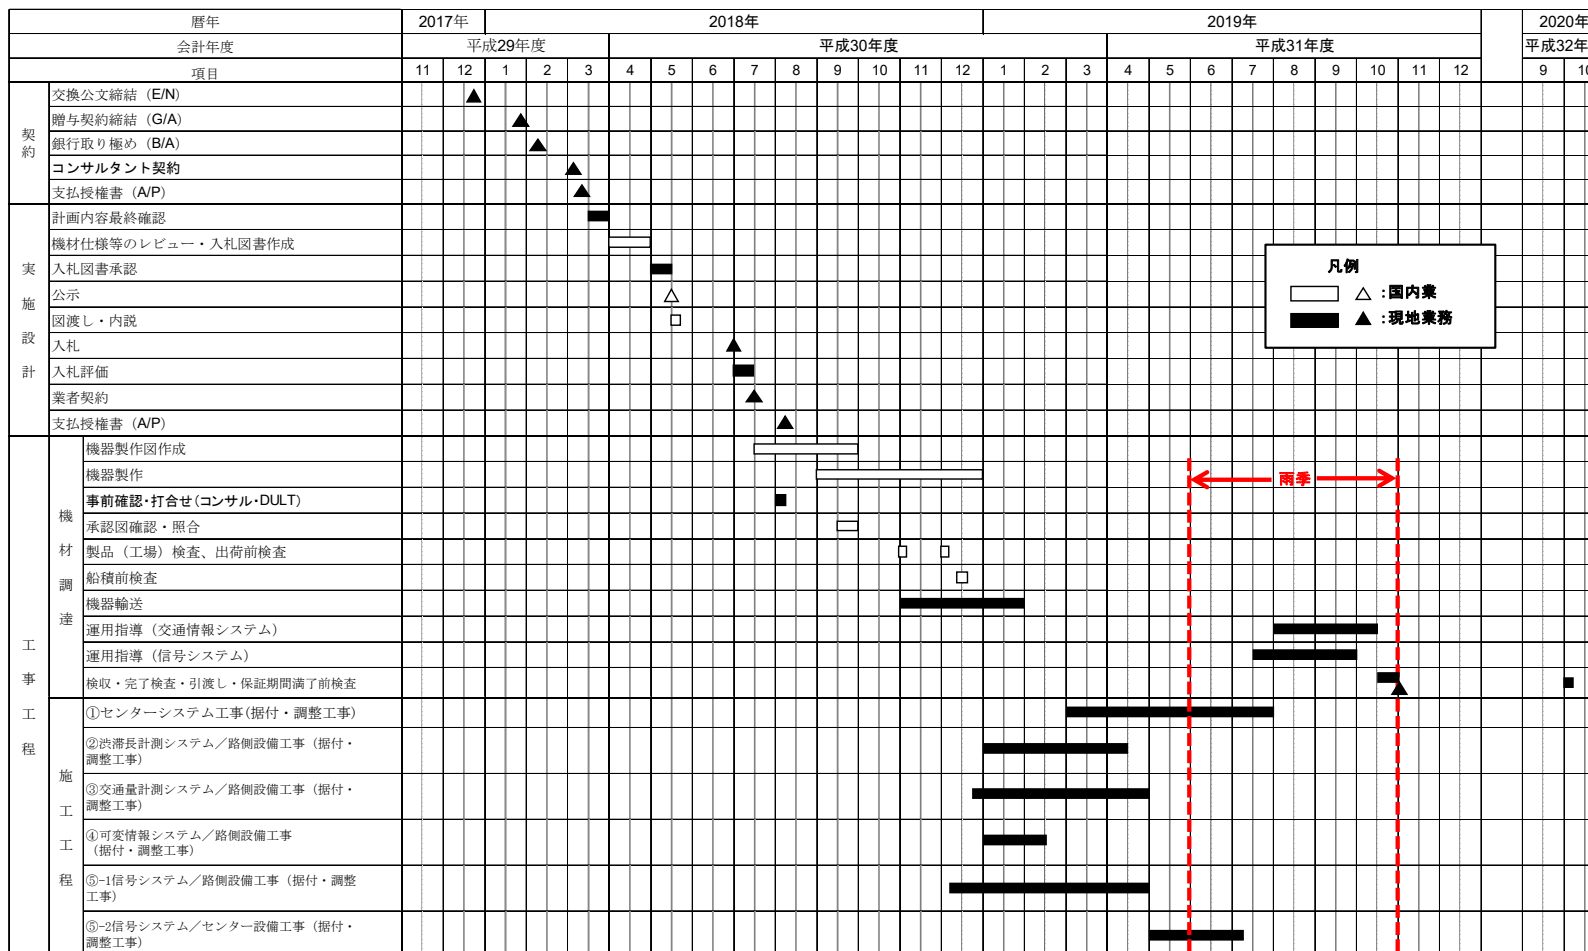 暦年 2017年 2018年 2019年 2020年
会計年度 平成29年度 平成30年度 平成31年度 平成32年
項目 11 12 1 2 3 4 5 6 7 8 9 10 11 12 1 2 3 4 5 6 7 8 9 10 11 12 9 10
契約
交換公文締結（E/N）
贈与契約締結（G/A）
銀行取り極め（B/A）
コンサルタント契約
支払授権書（A/P）
実施設計
計画内容最終確認
機材仕様等のレビュー・入札図書作成
入札図書承認
公示
図渡し・内説
入札
入札評価
業者契約
支払授権書（A/P）
凡例
△ :国内業
▲ :現地業務
工事工程
機材調達
機器製作図作成
機器製作
雨季
事前確認・打合せ(コンサル・DULT)
承認図確認・照合
製品（工場）検査、出荷前検査
船積前検査
機器輸送
運用指導（交通情報システム）
運用指導（信号システム）
検収・完了検査・引渡し・保証期間満了前検査
施工工程
①センターシステム工事(据付・調整工事)
②渋滞長計測システム／路側設備工事（据付・
調整工事）
③交通量計測システム／路側設備工事（据付・
調整工事）
④可変情報システム／路側設備工事
（据付・調整工事）
⑤-1信号システム／路側設備工事（据付・調整
工事）
⑤-2信号システム／センター設備工事（据付・
調整工事）